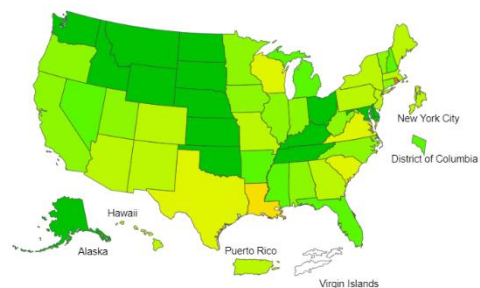 New York City
District of Columbia
Hawaii
Alaska
Puerto Rico
Virgin Islands